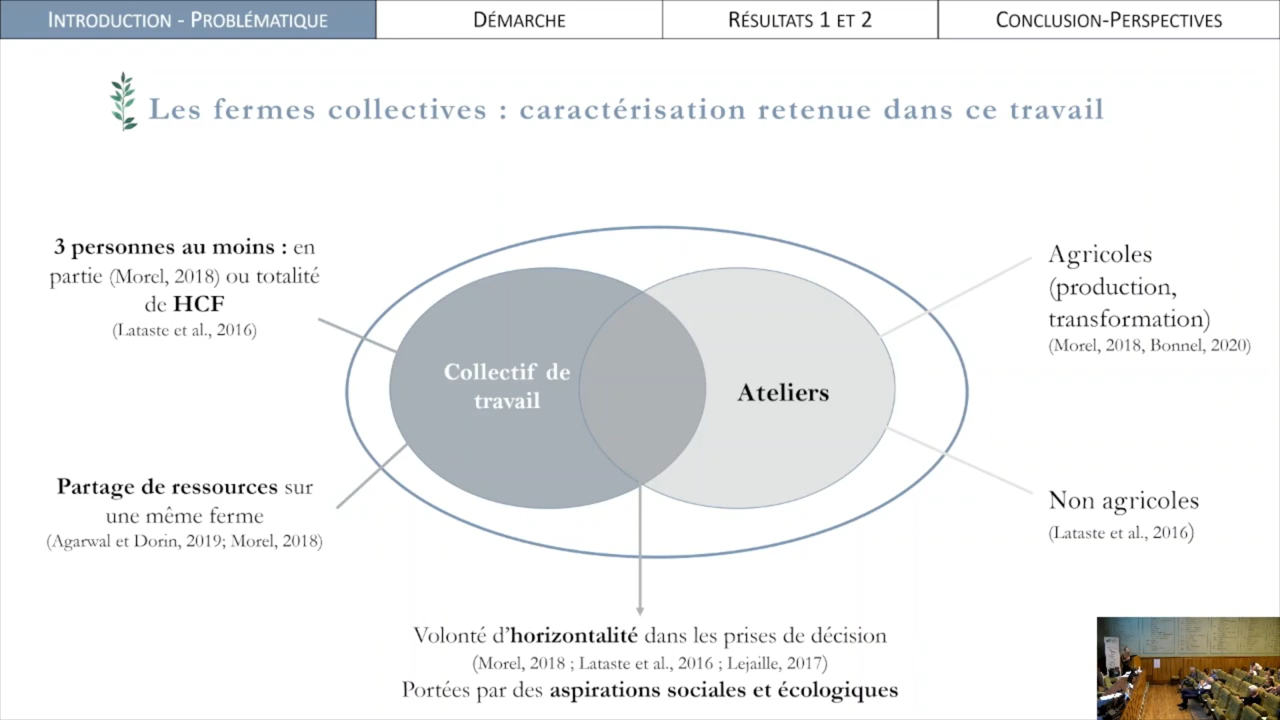 INTRODUCTION - PROBLÉMATIQUE
DÉMARCHE
RÉSULTATS 1 ET 2
CONCLUSION-PERSPECTIVES
Les fermes collectives : caractérisation retenue dans ce travail
3 personnes au moins : en
partie (Morel, 2018) ou totalité
de HCF
(Lataste et al., 2016)
Partage de ressources sur
une même ferme
(Agarwal et Dorin, 2019; Morel, 2018)
Collectif de
travail
Ateliers
Agricoles
(production,
transformation)
(Morel, 2018, Bonnel, 2020)
Non agricoles
(Lataste et al., 2016)
Volonté d'horizontalité dans les prises de décision
(Morel, 2018 ; Lataste et al., 2016 ; Lejaille, 2017)
Portées par des aspirations sociales et écologiques